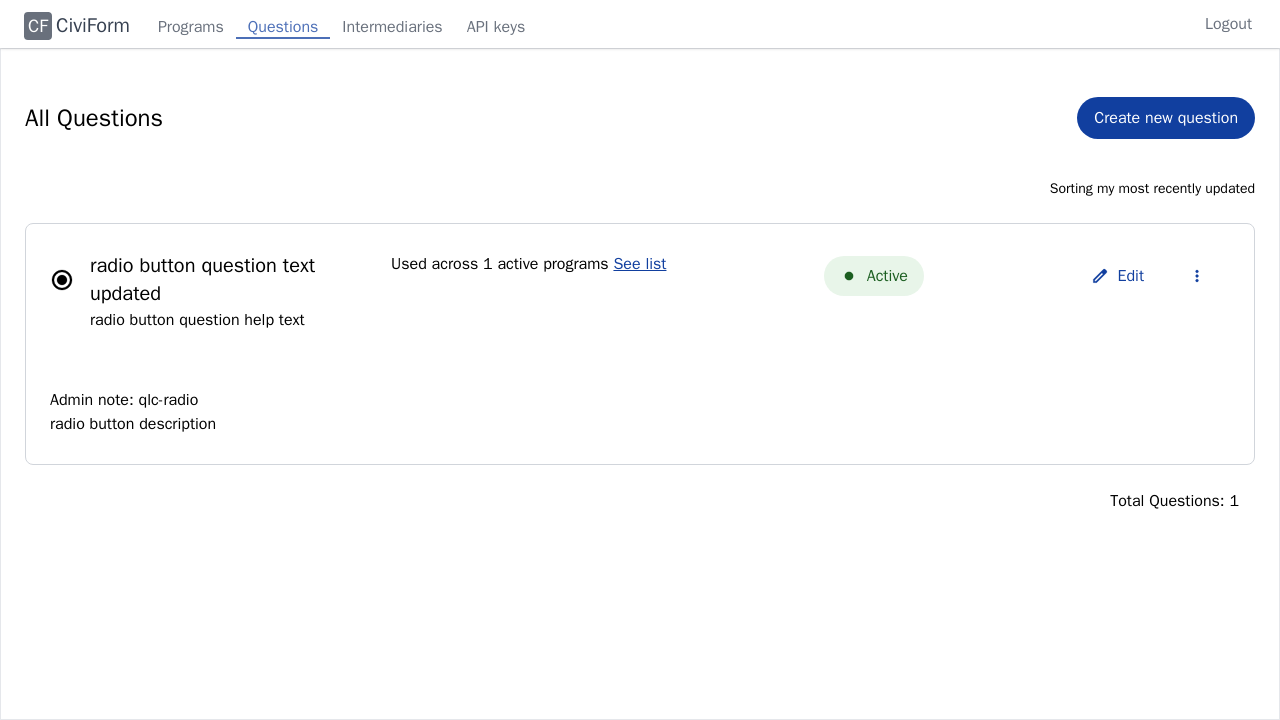 CF CiviForm Programs Questions Intermediaries API keys Logout
All Questions Create new question
Sorting my most recently updated
radio button question text
updated
radio button question help text
Used across 1 active programs See list
Active
Edit
Admin note: qlc-radio
radio button description
Total Questions: 1